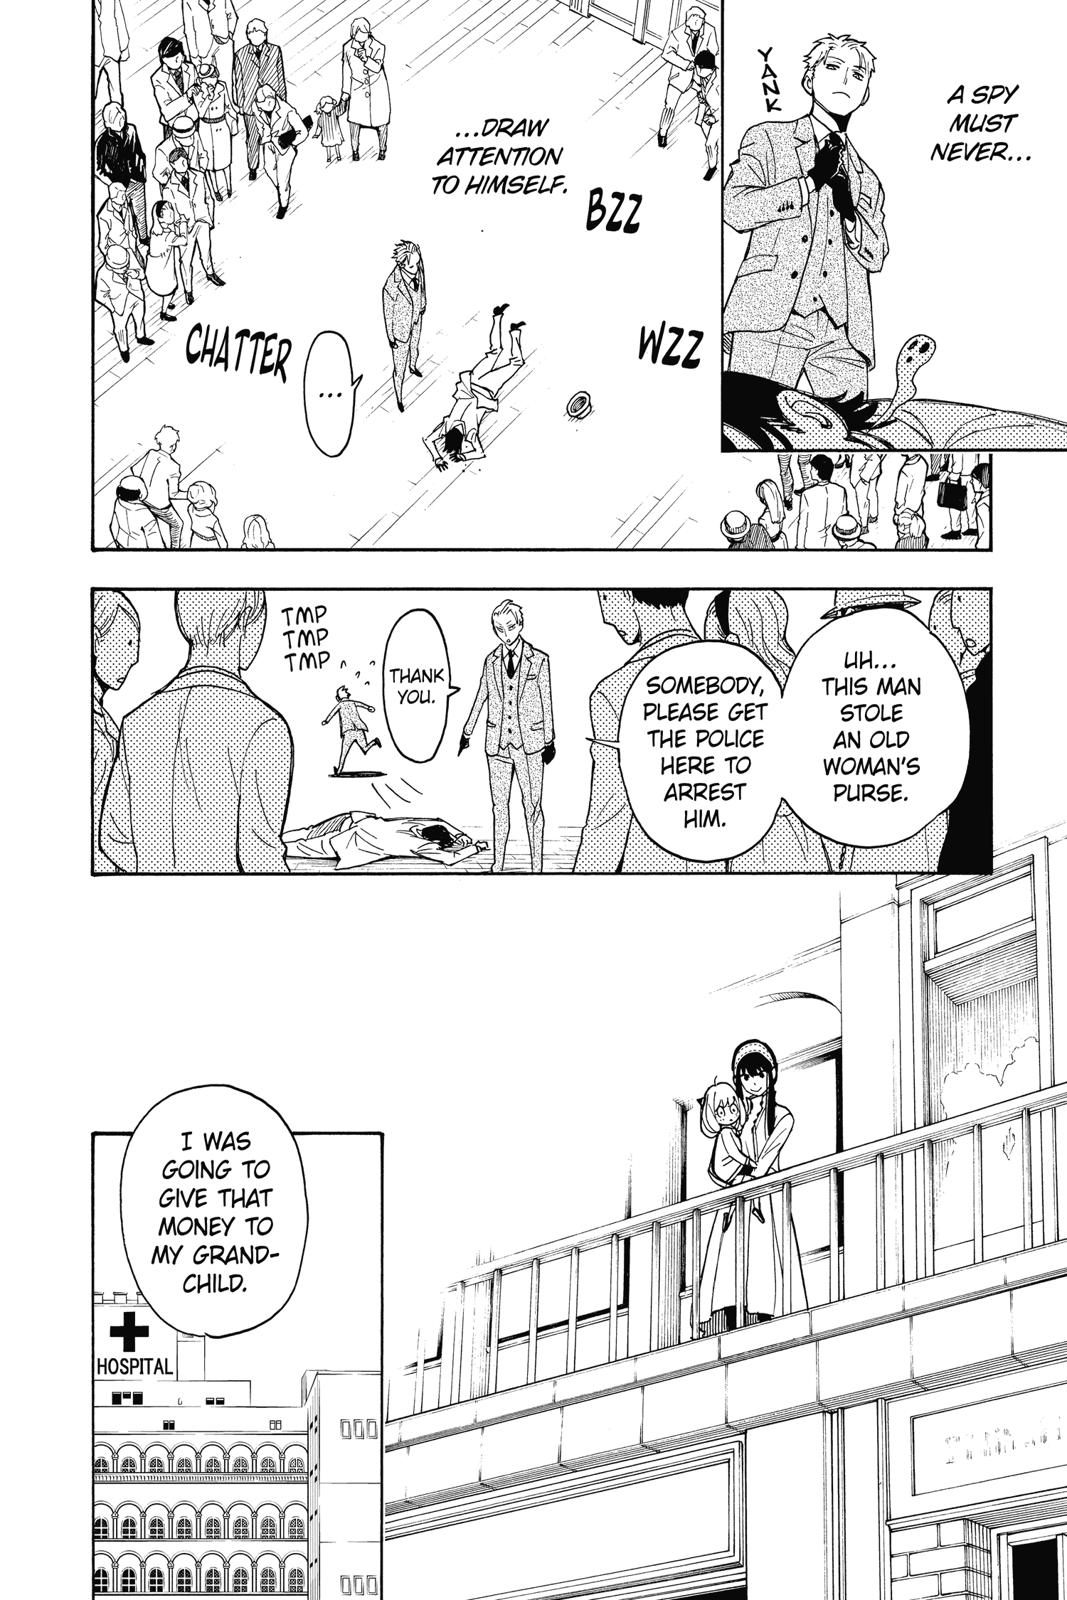 YANK
A SPY
MUST
NEVER...
...DRAW
ATTENTION
TO HIMSELF.
BZZ
WZZ
CHATTER
...
UH...
THIS MAN
STOLE
AN OLD
WOMAN'S
PURSE.
SOMEBODY,
PLEASE GET
THE POLICE
HERE TO
ARREST
HIM.
THANK
YOU.
TMP
TMP
TMP
I WAS
GOING TO
GIVE THAT
MONEY TO
MY GRAND-
CHILD.
HOSPITAL